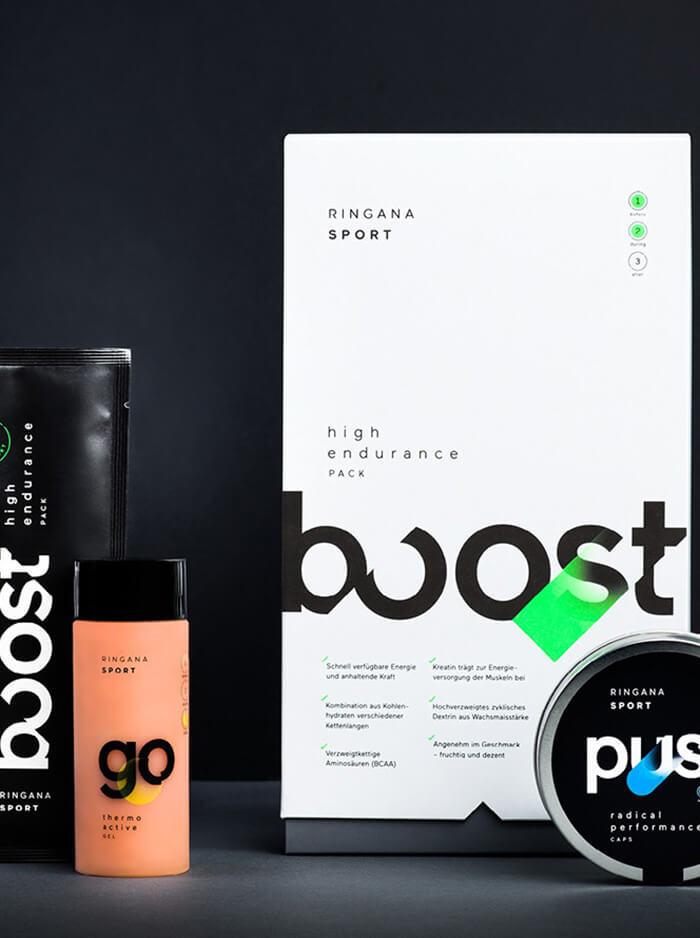 high
endurance
PACK
boost
RINGANA
SPORT
RINGANA
SPORT
go
thermo
active
GEL
RINGANA
SPORT
1
before
2
during
3
after
high
endurance
PACK
boost
Schnell verfügbare Energie
und anhaltende Kraft
Kombination aus Kohlen-
hydraten verschiedener
Kettenlängen
Verzweigtkettige
Aminosäuren (BCAA)
Kreatin trägt zur Energie-
versorgung der Muskeln bei
Hochverzweigtes zyklisches
Dextrin aus Wachsmaisstärke
Angenehm im Geschmack
– fruchtig und dezent
RINGANA
SPORT
pus
radical
performance
CAPS